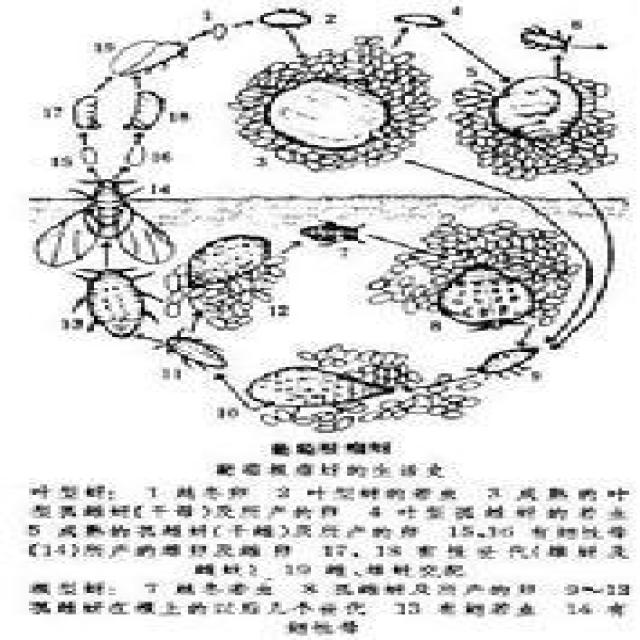 1
2
4
6
19
5
17
18
3
15
16
14
7
12
13
8
11
9
10
葡萄根瘤蚜
葡萄根瘤蚜的生活史
叶型蚜: 1 越冬卵 2 叶型蚜的若虫 3 成熟的叶
型孤雌蚜(干母)及所产的卵 4 叶型孤雌蚜的若虫
5 成熟的孤雌蚜(干雌)及所产的卵 15,16 有翅性母
(14)所产的雄卵及雌卵 17, 18 有性世代(雄蚜及
雌蚜) 19 雌、雄蚜交配
根型蚜: 7 越冬若虫 8 孤雌蚜及所产的卵 9~12
孤雌蚜在根上的以后几个世代 13 有翅若虫 14 有
翅性母